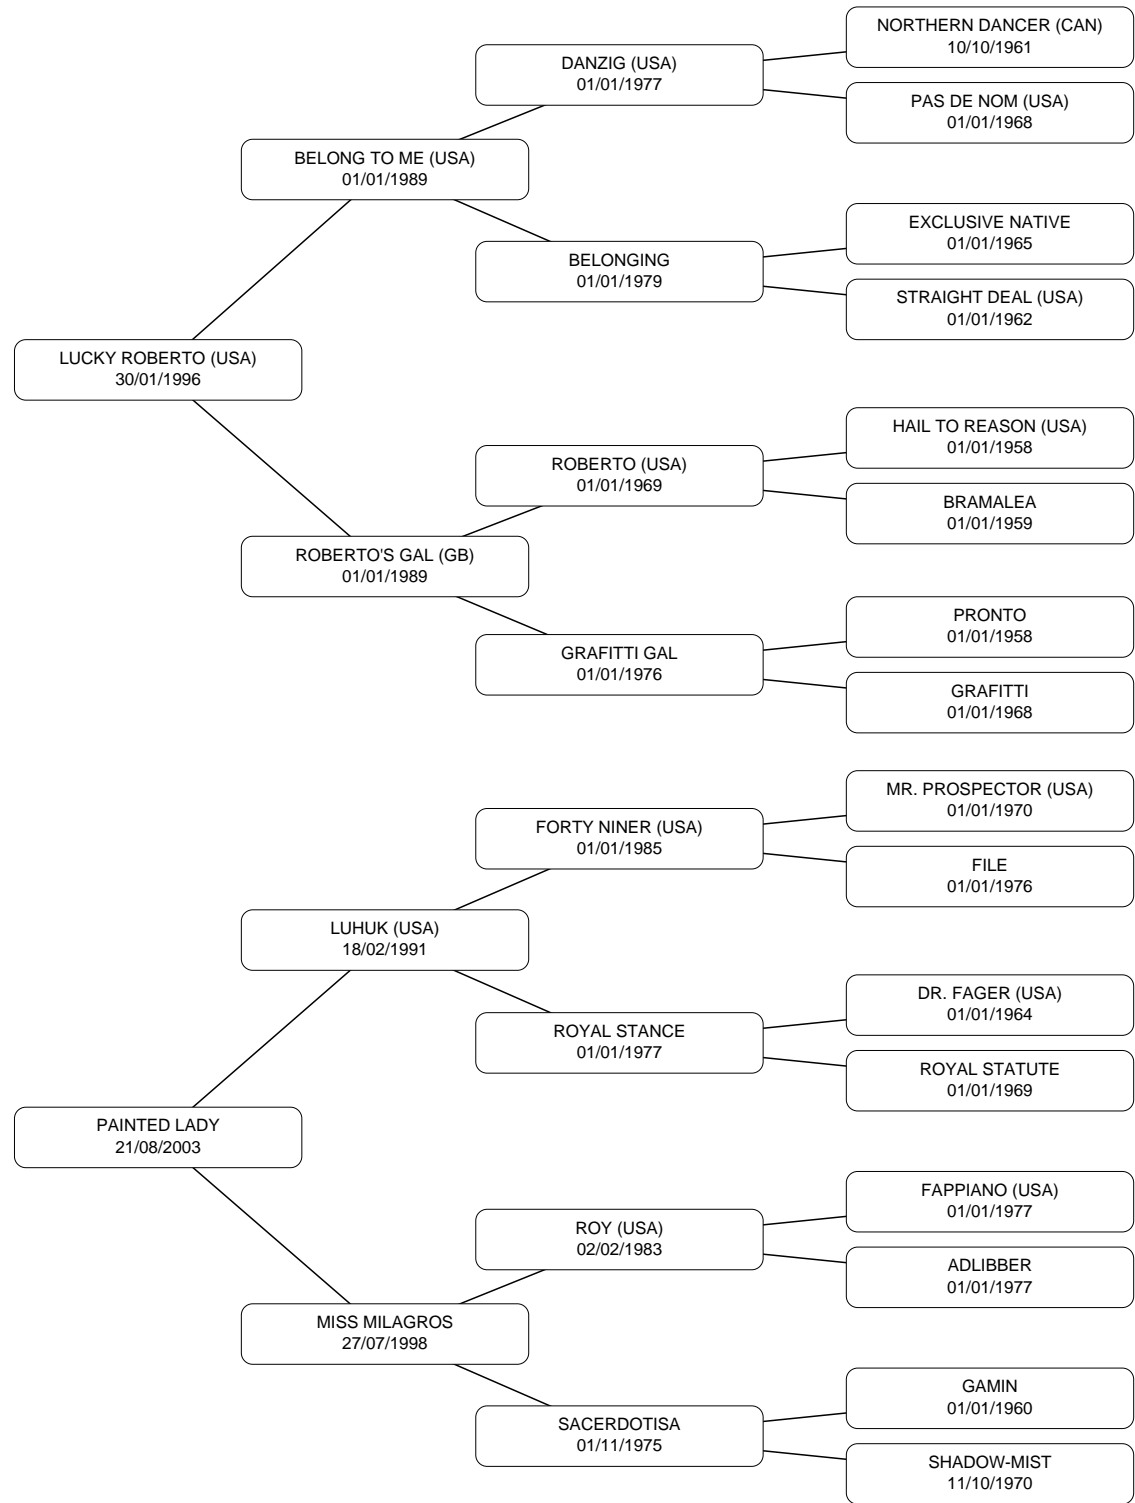 NORTHERN DANCER (CAN)
10/10/1961
DANZIG (USA)
01/01/1977
PAS DE NOM (USA)
01/01/1968
BELONG TO ME (USA)
01/01/1989
EXCLUSIVE NATIVE
01/01/1965
BELONGING
01/01/1979
STRAIGHT DEAL (USA)
01/01/1962
LUCKY ROBERTO (USA)
30/01/1996
HAIL TO REASON (USA)
01/01/1958
ROBERTO (USA)
01/01/1969
BRAMALEA
01/01/1959
ROBERTO'S GAL (GB)
01/01/1989
PRONTO
01/01/1958
GRAFITTI GAL
01/01/1976
GRAFITTI
01/01/1968
MR. PROSPECTOR (USA)
01/01/1970
FORTY NINER (USA)
01/01/1985
FILE
01/01/1976
LUHUK (USA)
18/02/1991
DR. FAGER (USA)
01/01/1964
ROYAL STANCE
01/01/1977
ROYAL STATUTE
01/01/1969
PAINTED LADY
21/08/2003
FAPPIANO (USA)
01/01/1977
ROY (USA)
02/02/1983
ADLIBBER
01/01/1977
MISS MILAGROS
27/07/1998
GAMIN
01/01/1960
SACERDOTISA
01/11/1975
SHADOW-MIST
11/10/1970